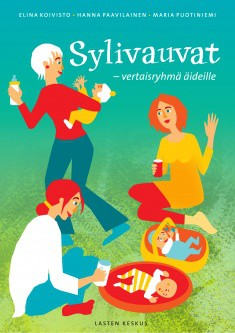 ELINA KOIVISTO • HANNA PAAVILAINEN • MARIA PUOTINIEMI
Sylivauvat
– vertaisryhmä äideille
LASTEN KESKUS